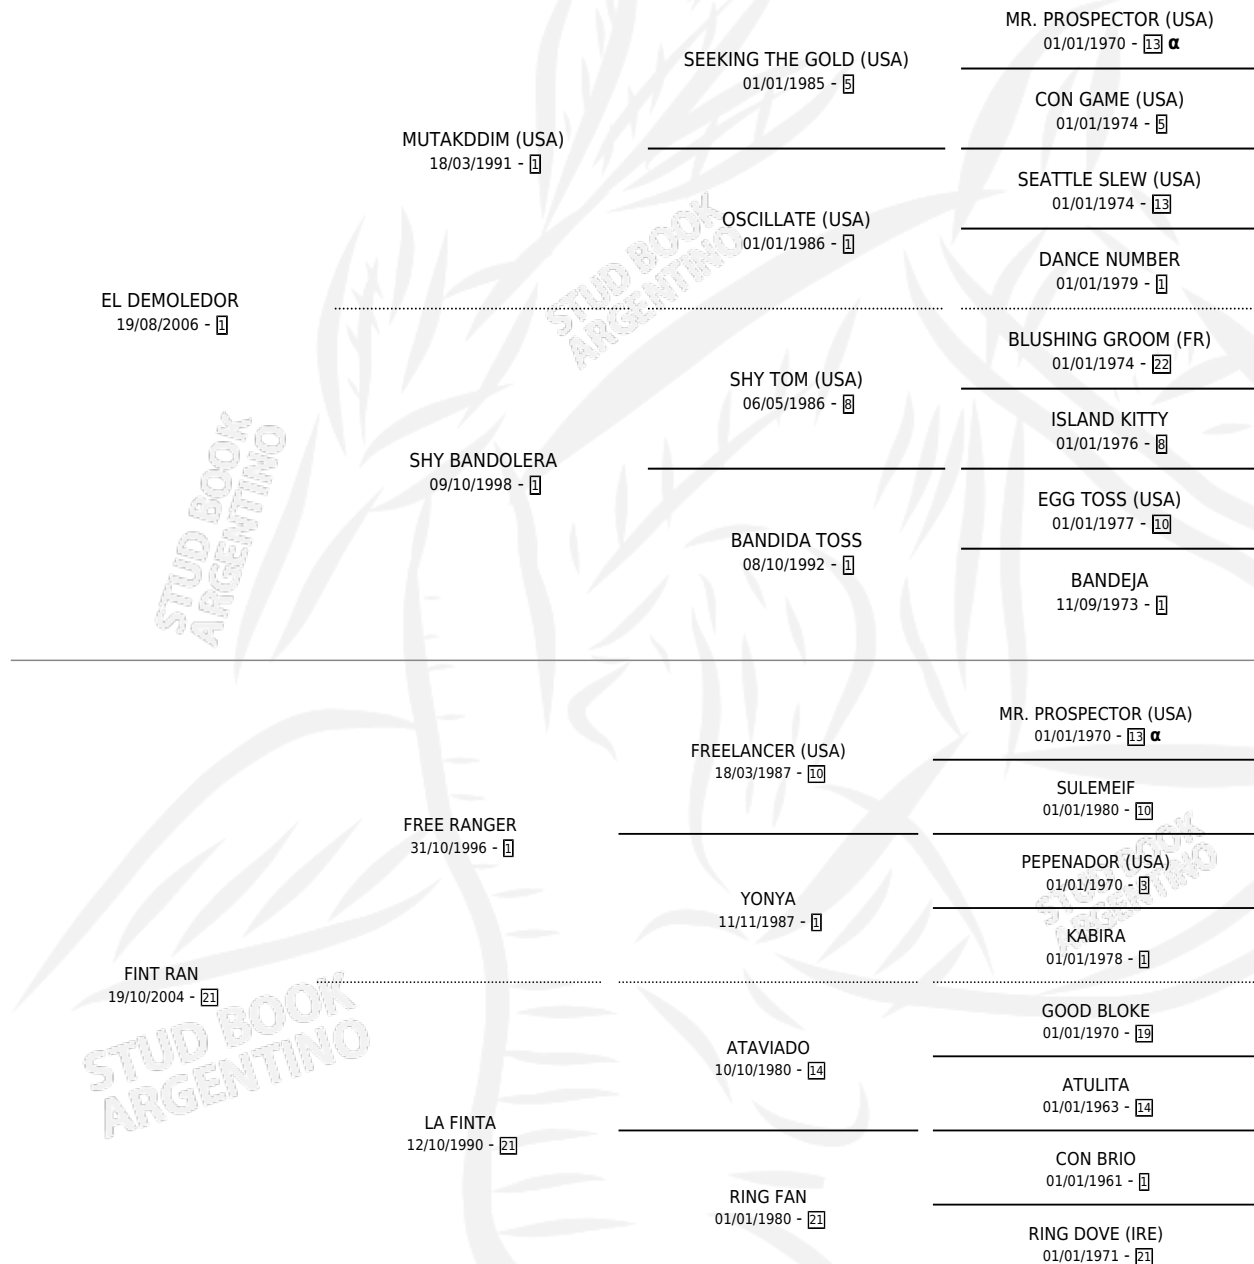 MR. PROSPECTOR (USA)
01/01/1970 - 13 α
SEEKING THE GOLD (USA)
01/01/1985 - 5
CON GAME (USA)
01/01/1974 - 5
MUTAKDDIM (USA)
18/03/1991 - 1
SEATTLE SLEW (USA)
01/01/1974 - 13
OSCILLATE (USA)
01/01/1986 - 1
DANCE NUMBER
01/01/1979 - 1
EL DEMOLEDOR
19/08/2006 - 1
BLUSHING GROOM (FR)
01/01/1974 - 22
SHY TOM (USA)
06/05/1986 - 8
ISLAND KITTY
01/01/1976 - 8
SHY BANDOLERA
09/10/1998 - 1
EGG TOSS (USA)
01/01/1977 - 10
BANDIDA TOSS
08/10/1992 - 1
BANDEJA
11/09/1973 - 1
STUD BOOK
ARGENTINO
STUD BOOK
ARGENTINO
MR. PROSPECTOR (USA)
01/01/1970 - 13 α
FREELANCER (USA)
18/03/1987 - 10
SULEMEIF
01/01/1980 - 10
FREE RANGER
31/10/1996 - 1
PEPENADOR (USA)
01/01/1970 - 3
YONYA
11/11/1987 - 1
KABIRA
01/01/1978 - 1
FINT RAN
19/10/2004 - 21
GOOD BLOKE
01/01/1970 - 19
ATAVIADO
10/10/1980 - 14
ATULITA
01/01/1963 - 14
LA FINTA
12/10/1990 - 21
CON BRIO
01/01/1961 - 1
RING FAN
01/01/1980 - 21
RING DOVE (IRE)
01/01/1971 - 21
STUD BOOK
ARGENTINO
STUD BOOK
ARGENTINO